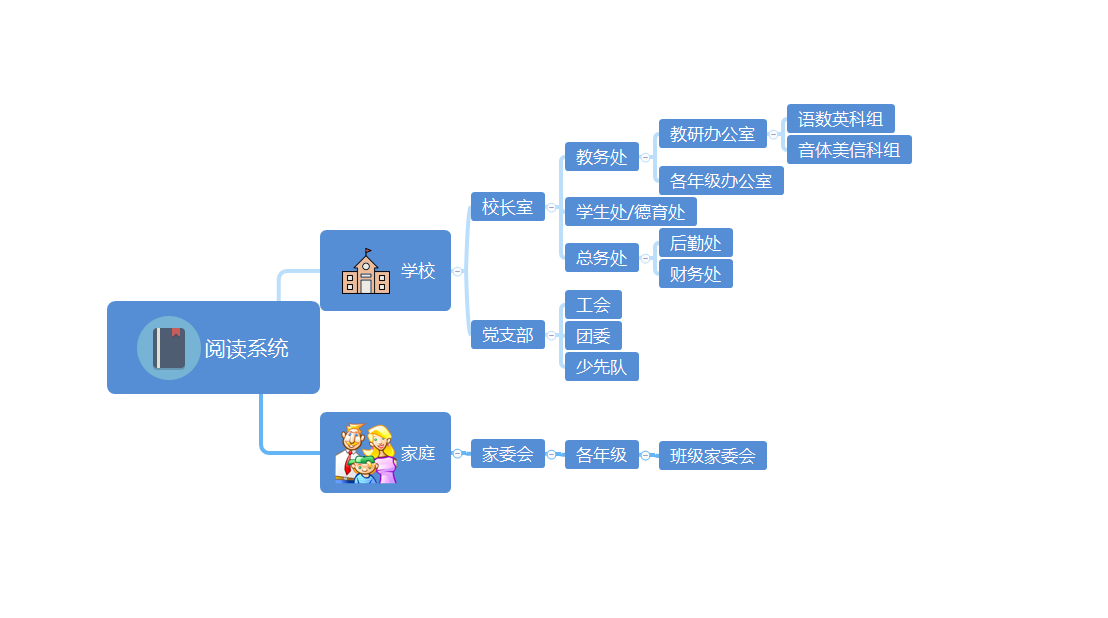 阅读系统
学校
校长室
教务处
教研办公室
语数英科组
音体美信科组
各年级办公室
学生处/德育处
总务处
后勤处
财务处
党支部
工会
团委
少先队
家庭
家委会
各年级
班级家委会